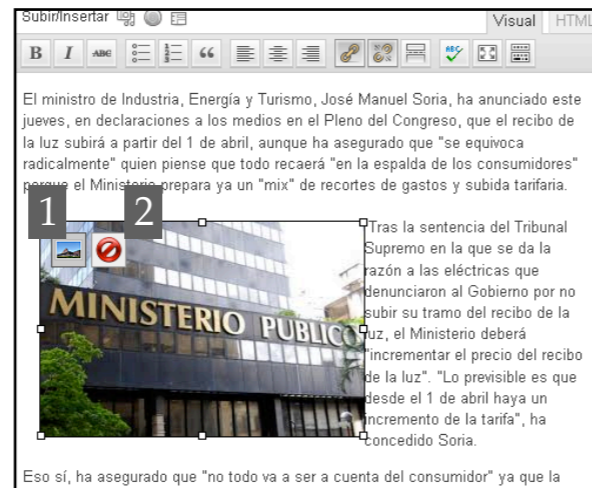 Subir/Insertar
Visual HTML
B I ABC ABC
El ministro de Industria, Energía y Turismo, José Manuel Soria, ha anunciado este
jueves, en declaraciones a los medios en el Pleno del Congreso, que el recibo de
la luz subirá a partir del 1 de abril, aunque ha asegurado que "se equivoca
radicalmente" quien piense que todo recaerá "en la espalda de los consumidores"
porque el Ministerio prepara ya un "mix" de recortes de gastos y subida tarifaria.
1 2
MINISTERIO PUBLICO
Tras la sentencia del Tribunal
Supremo en la que se da la
razón a las eléctricas que
denunciaron al Gobierno por no
subir su tramo del recibo de la
luz, el Ministerio deberá
"incrementar el precio del recibo
de la luz". "Lo previsible es que
desde el 1 de abril haya un
incremento de la tarifa", ha
concedido Soria.
Eso sí, ha asegurado que "no todo va a ser a cuenta del consumidor" ya que la